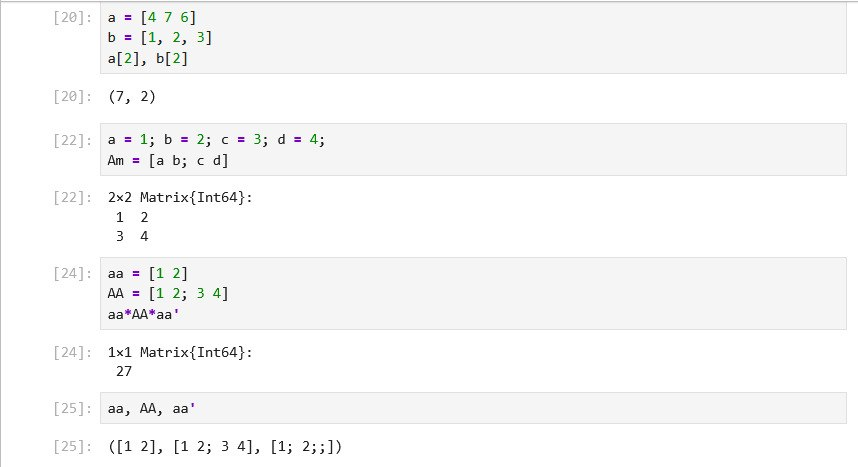 [20]: a = [4 7 6]
b = [1, 2, 3]
a[2], b[2]
[20]: (7, 2)
[22]: a = 1; b = 2; c = 3; d = 4;
Am = [a b; c d]
[22]: 2×2 Matrix{Int64}:
1 2
3 4
[24]: aa = [1 2]
AA = [1 2; 3 4]
aa*AA*aa'
[24]: 1×1 Matrix{Int64}:
27
[25]: aa, AA, aa'
[25]: ([1 2], [1 2; 3 4], [1; 2;;])